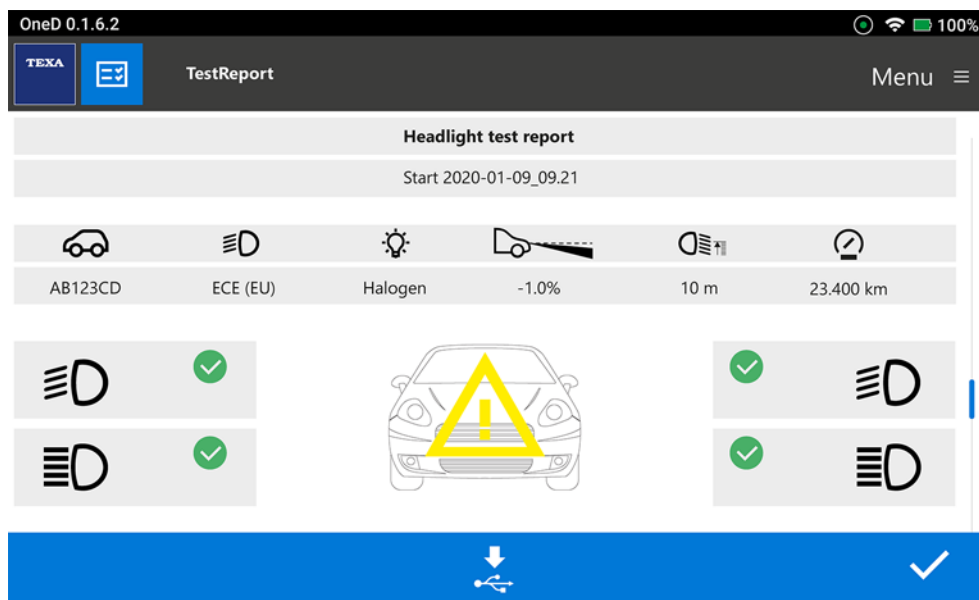 OneD 0.1.6.2
100%
TEXA
TestReport
Menu
Headlight test report
Start 2020-01-09_09.21
AB123CD ECE (EU) Halogen -1.0% 10 m 23.400 km